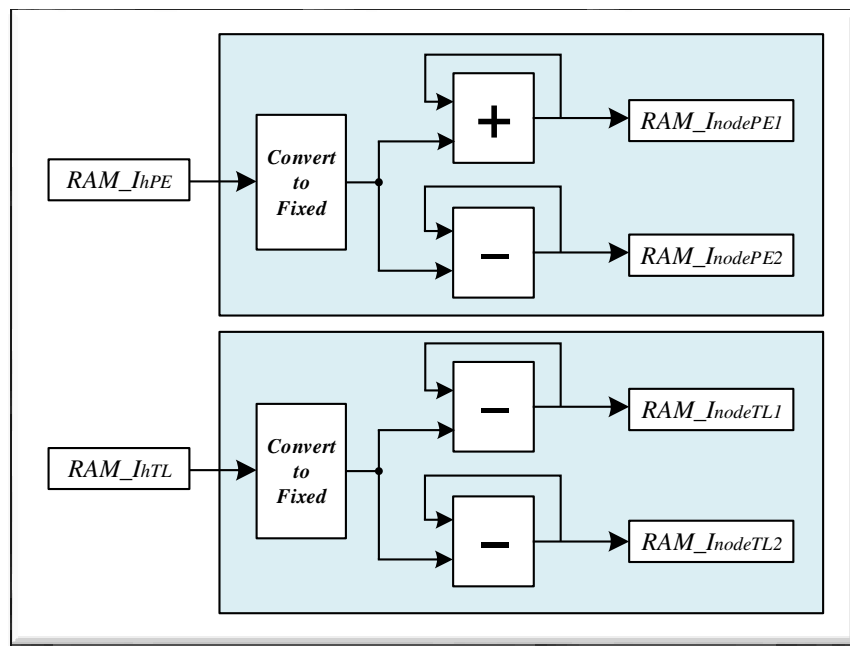 RAM_IhPE
Convert
to
Fixed
+
RAM_InodePE1
−
RAM_InodePE2
RAM_IhTL
Convert
to
Fixed
−
RAM_InodeTL1
−
RAM_InodeTL2